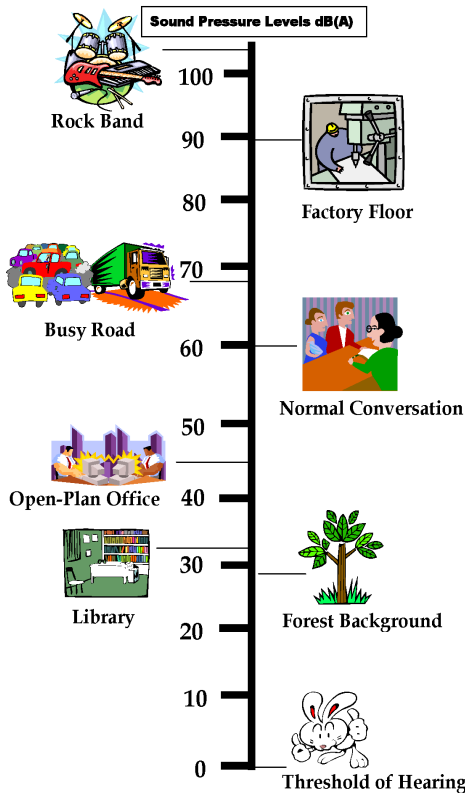 Sound Pressure Levels dB(A)
100
Rock Band
90
80
Factory Floor
70
Busy Road
60
Normal Conversation
50
Open-Plan Office
40
30
Library
Forest Background
20
10
0
Threshold of Hearing